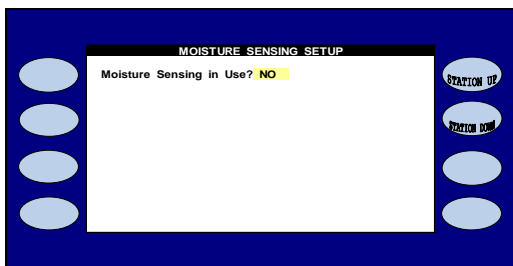 MOISTURE SENSING SETUP
Moisture Sensing in Use? NO
STATION UP
STATION DOWN